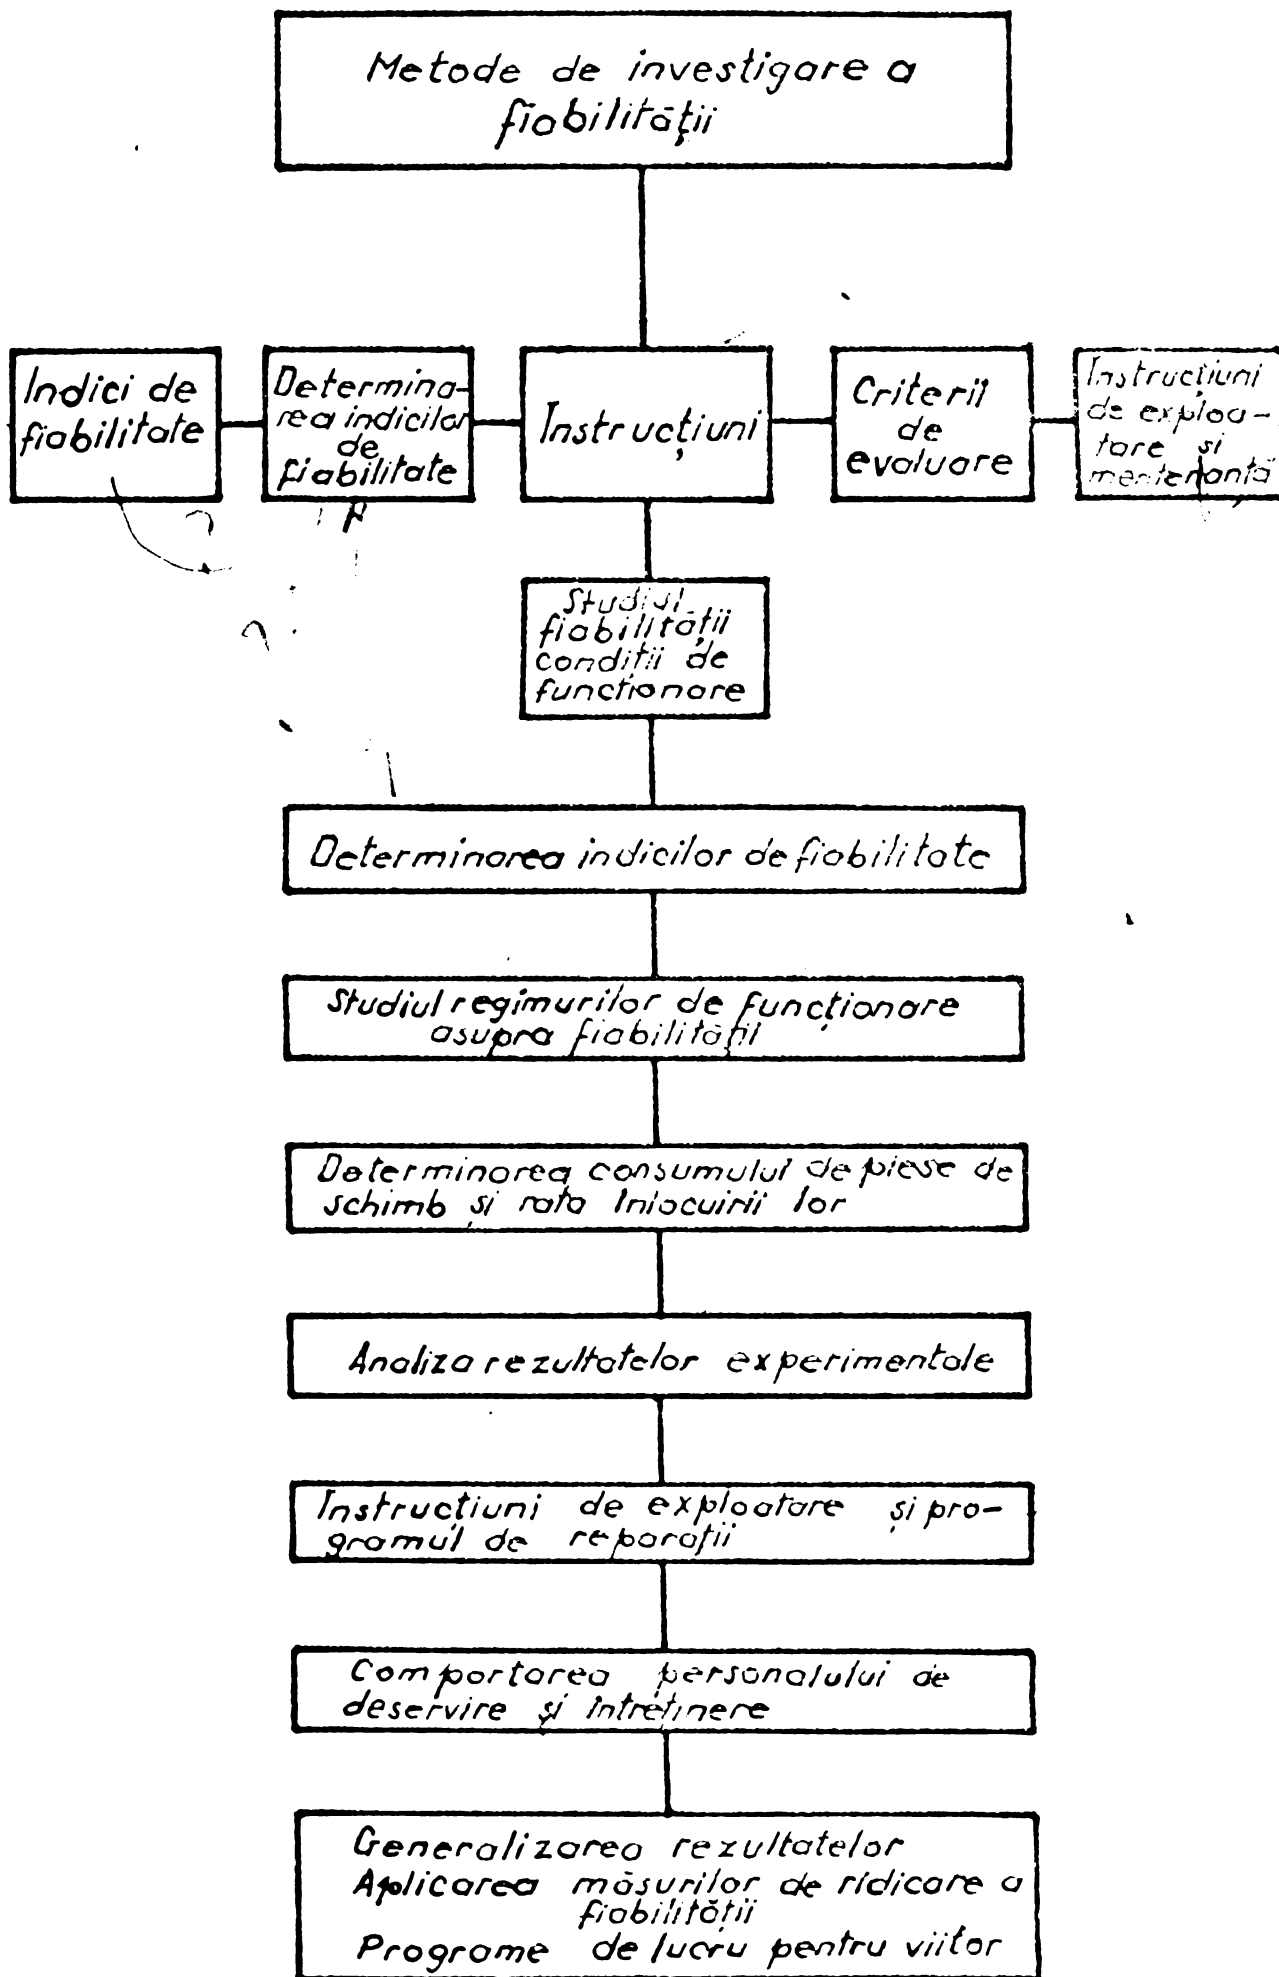 Metode de investigare a
fiabilității
Indici de
fiabilitate
Determina-
rea indicilor
de
fiabilitate
Instrucțiuni
Criterii
de
evaluare
Instrucțiuni
de exploa-
tare și
mentenanță
Studiul
fiabilității
condiții de
funcționare
Determinarea indicilor de fiabilitate
Studiul regimurilor de funcționare
asupra fiabilității
Determinarea consumului de piese de
schimb și rata înlocuirii lor
Analiza rezultatelor experimentale
Instrucțiuni de exploatare și pro-
gramul de reparații
Comportarea personalului de
deservire și întreținere
Generalizarea rezultatelor
Aplicarea măsurilor de ridicare a
fiabilității
Programe de lucru pentru viitor